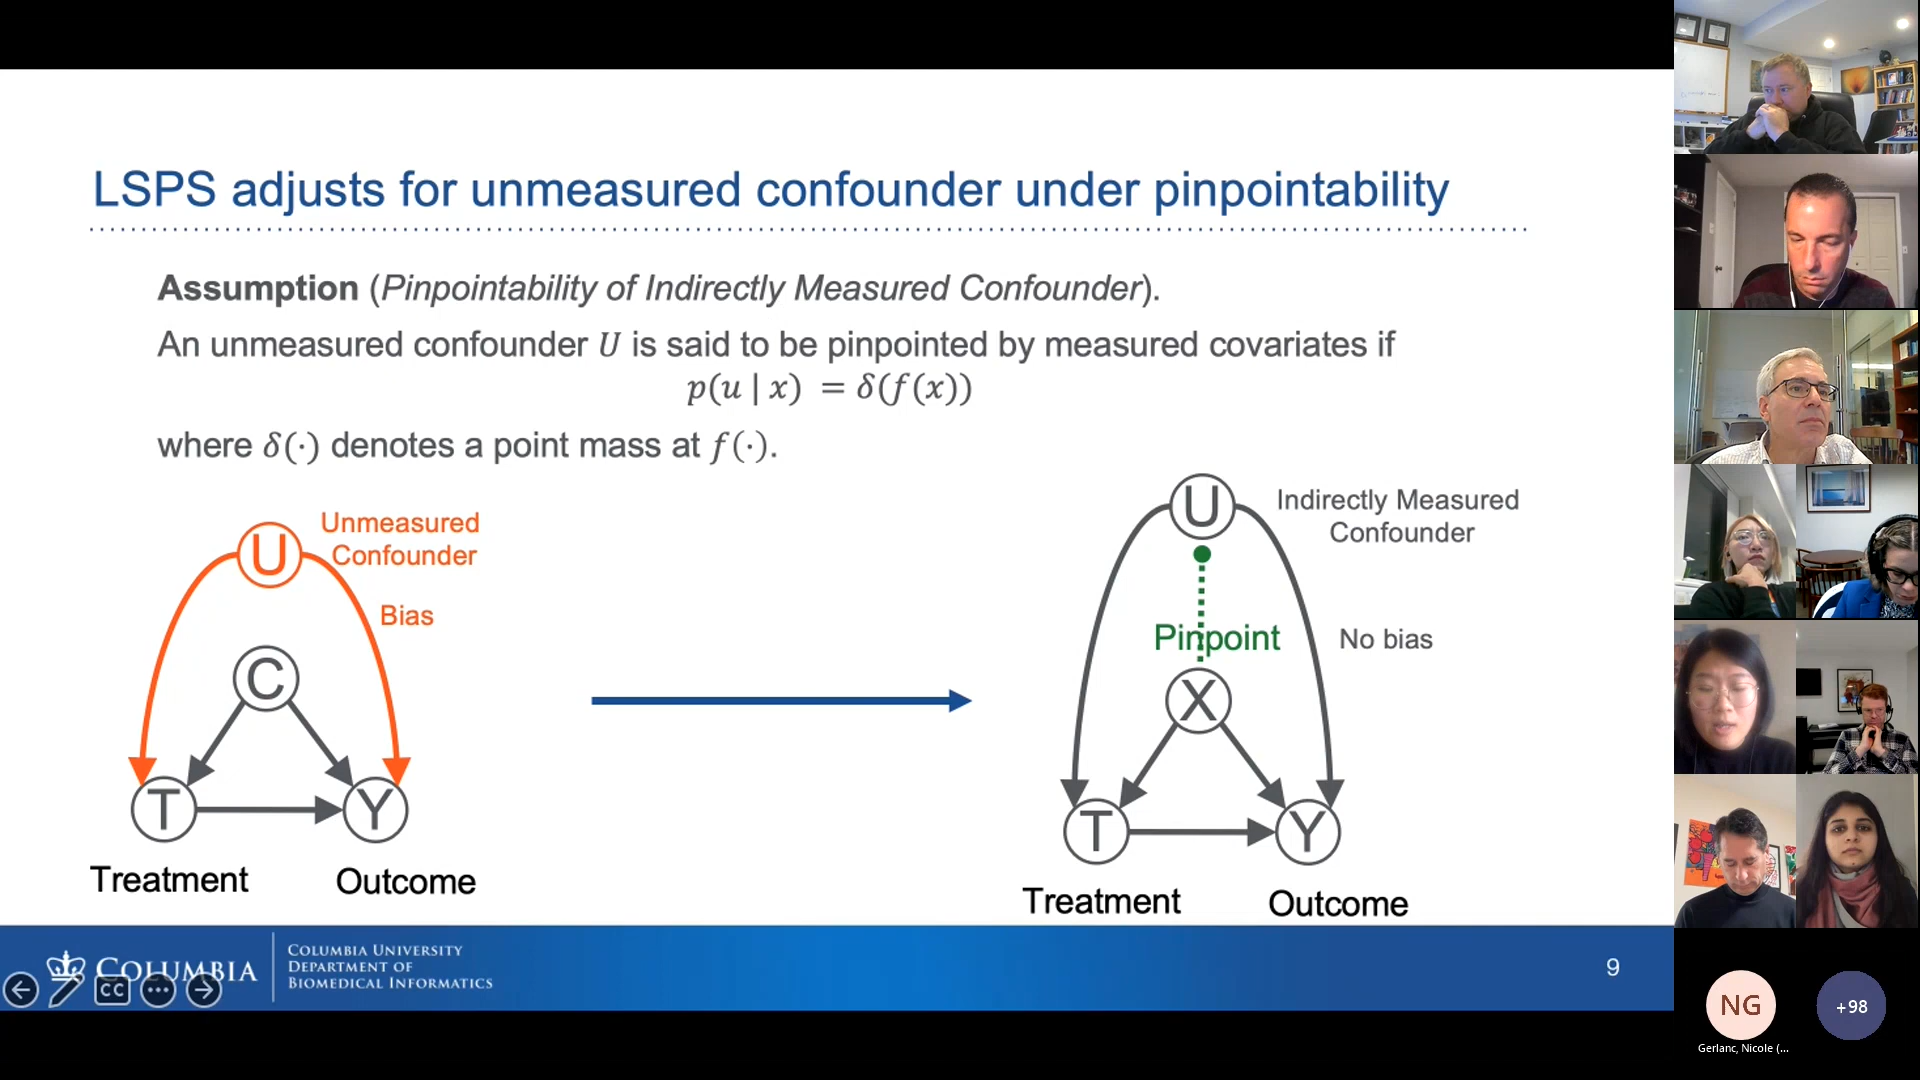 LSPS adjusts for unmeasured confounder under pinpointability
Assumption (Pinpointability of Indirectly Measured Confounder).
An unmeasured confounder U is said to be pinpointed by measured covariates if
p(u | x) = δ(f(x))
where δ(·) denotes a point mass at f(·).
U
Unmeasured
Confounder
Bias
C
T
Y
Treatment
Outcome
U
Indirectly Measured
Confounder
Pinpoint
No bias
X
T
Y
Treatment
Outcome
COLUMBIA
COLUMBIA UNIVERSITY
DEPARTMENT OF
BIOMEDICAL INFORMATICS
CC
9
NG
+98
Gerlanc, Nicole (...